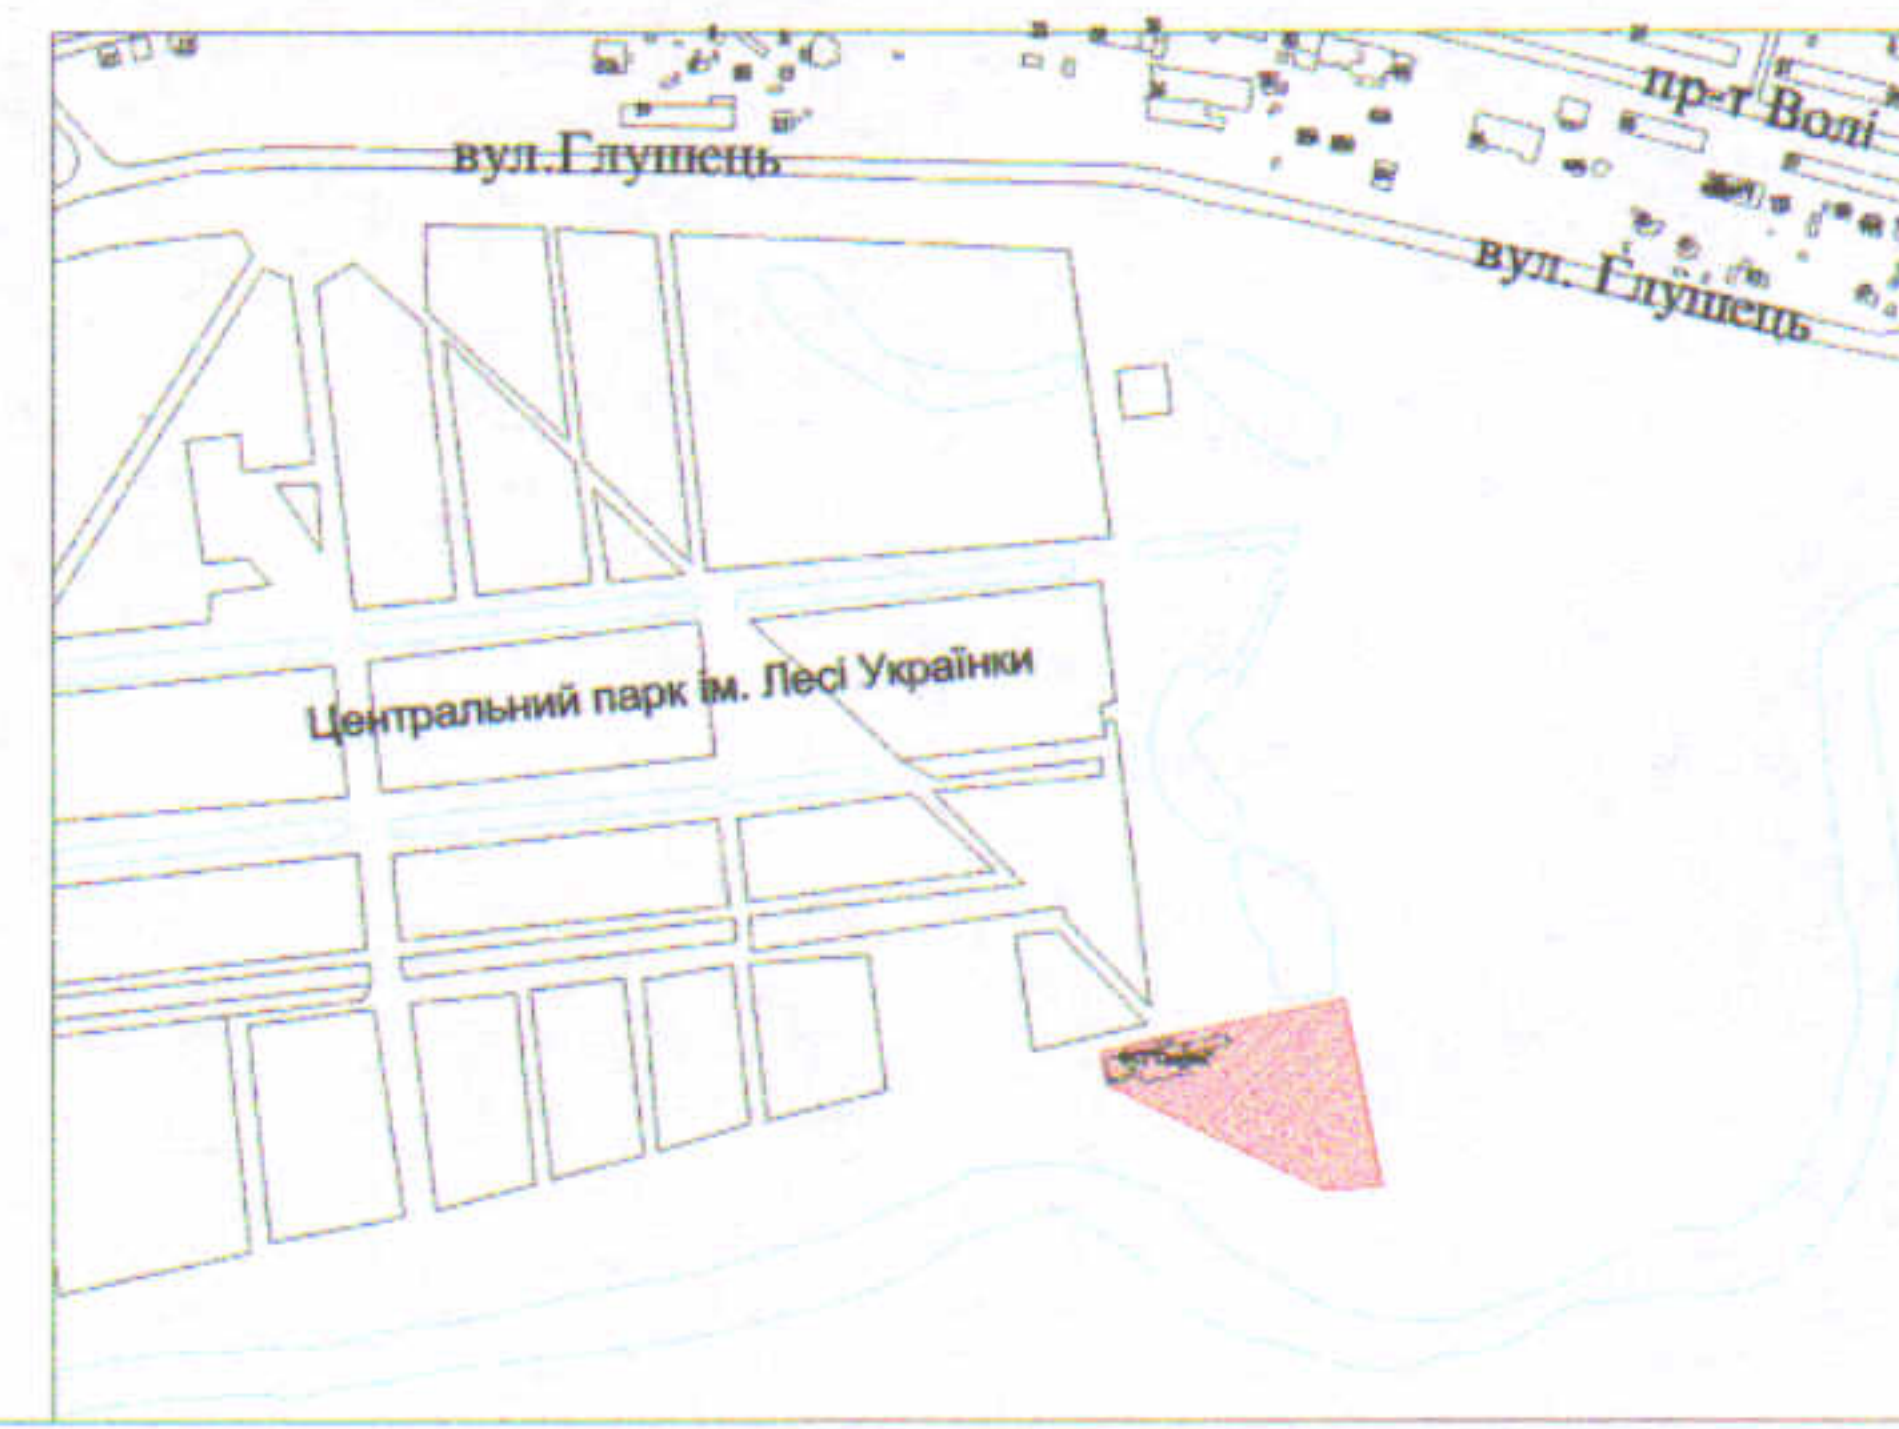 пр-т Волі
вул.Глушець
вул. Глушець
Центральний парк ім. Лесі Українки